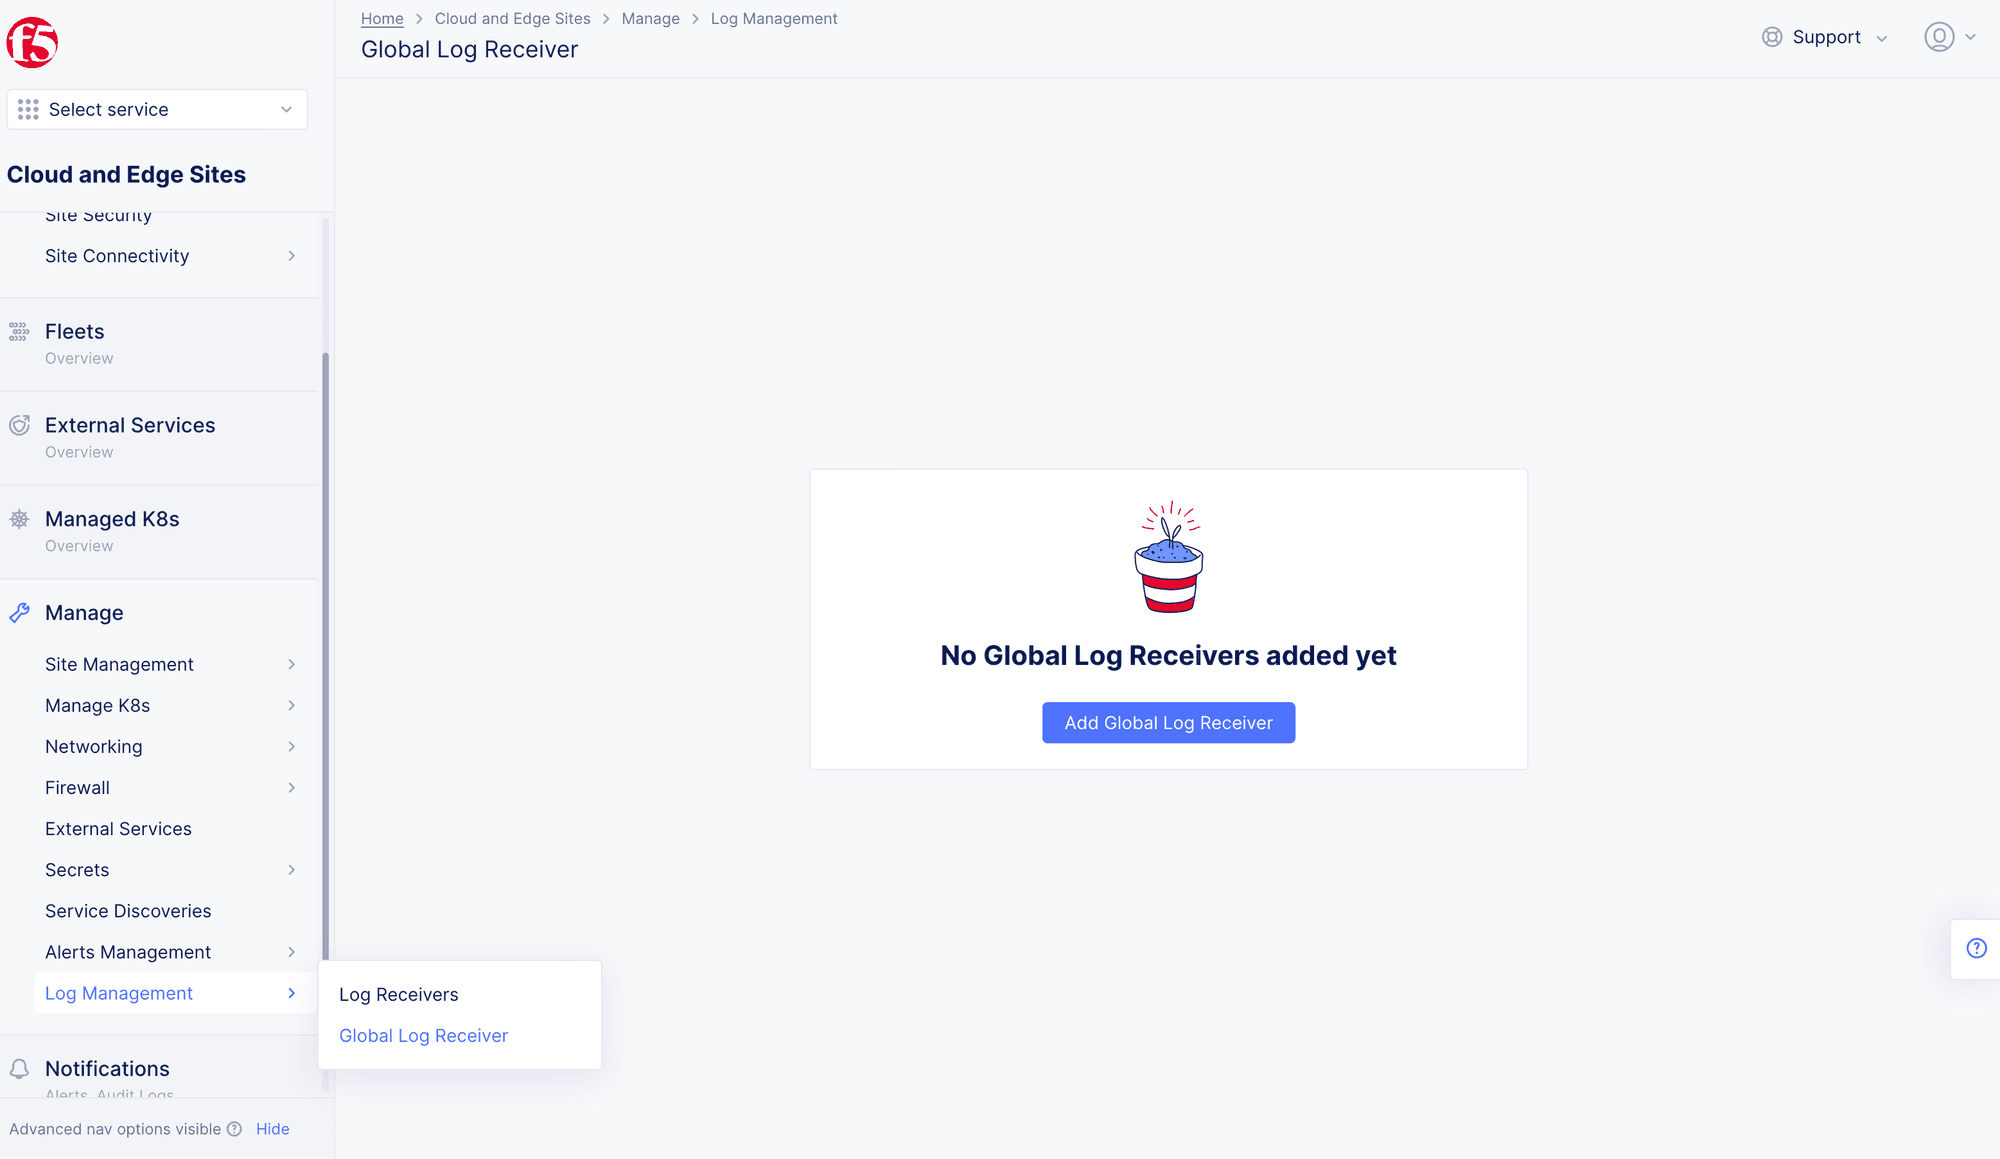 f5
Home > Cloud and Edge Sites > Manage > Log Management
Global Log Receiver
Support
Select service
Cloud and Edge Sites
Site Security
Site Connectivity
Fleets
Overview
External Services
Overview
Managed K8s
Overview
Manage
Site Management
Manage K8s
Networking
Firewall
External Services
Secrets
Service Discoveries
Alerts Management
Log Management
Log Receivers
Global Log Receiver
Notifications
Alerts, Audit Logs
Advanced nav options visible ? Hide
No Global Log Receivers added yet
Add Global Log Receiver
?